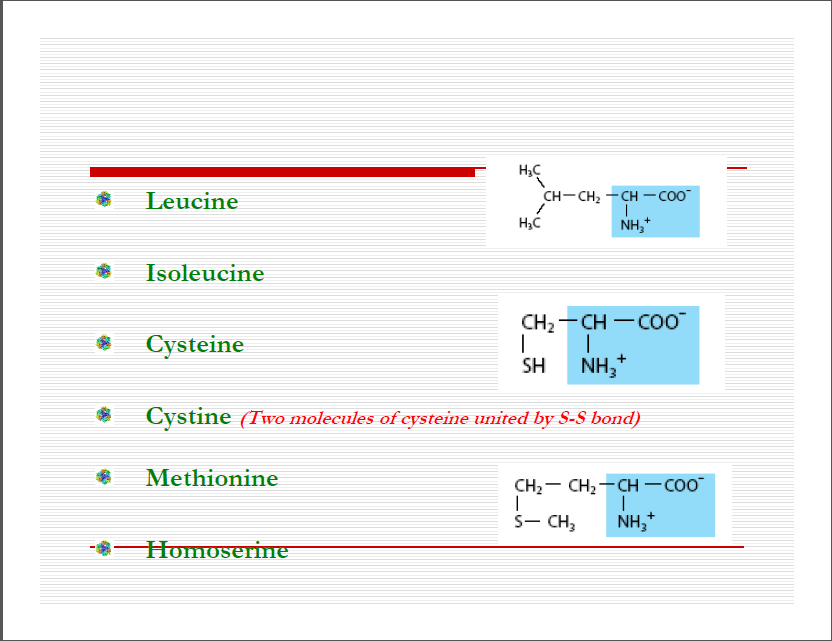 Leucine
H₃C
CH — CH₂ — CH — COO⁻
H₃C
NH₃⁺
Isoleucine
Cysteine
CH₂ — CH — COO⁻
SH NH₃⁺
Cystine (Two molecules of cysteine united by S-S bond)
Methionine
CH₂ — CH₂ — CH — COO⁻
S — CH₃ NH₃⁺
Homoserine